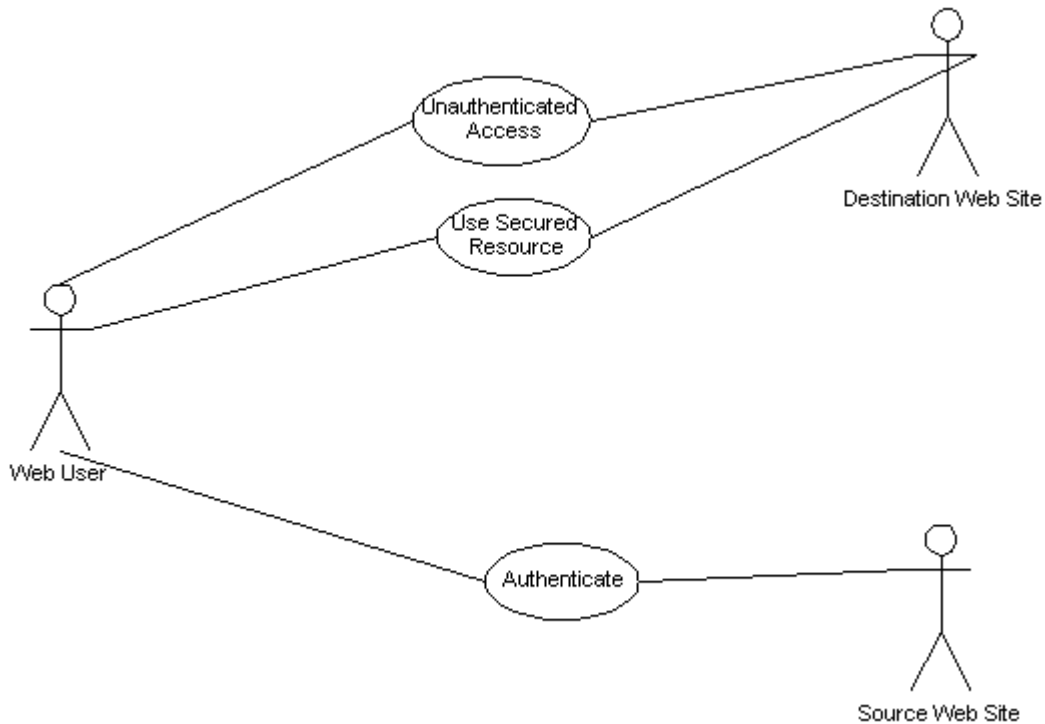 Unauthenticated
Access
Destination Web Site
Use Secured
Resource
Web User
Authenticate
Source Web Site